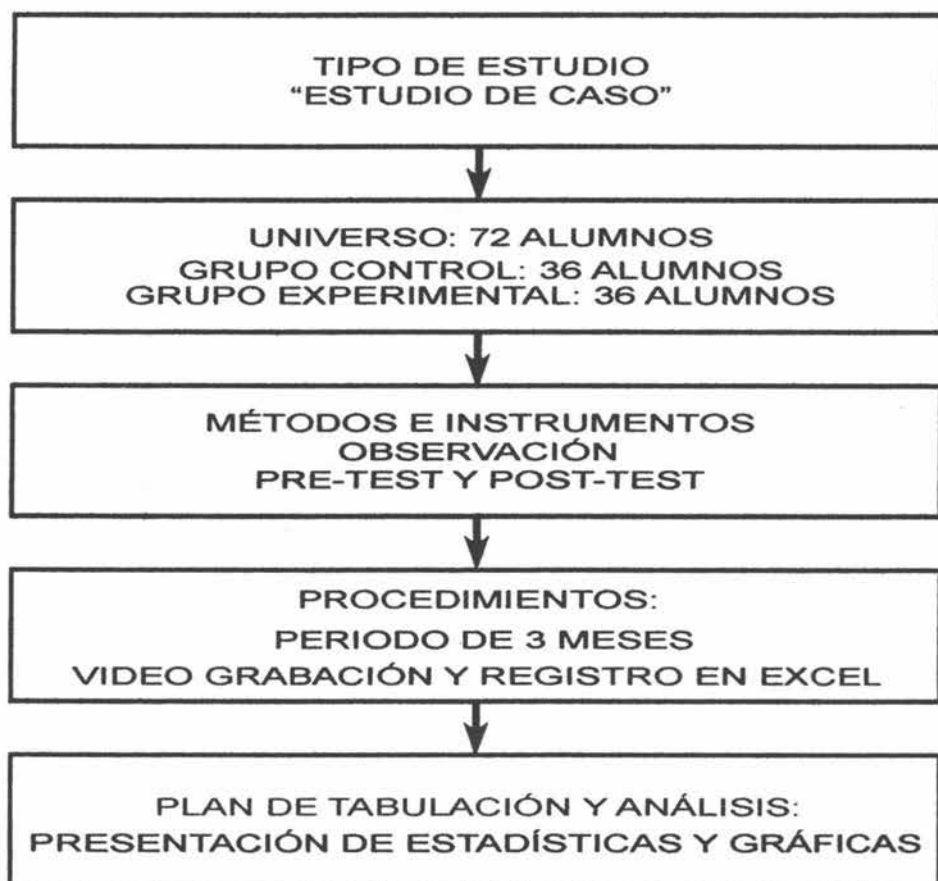 TIPO DE ESTUDIO
“ESTUDIO DE CASO”
UNIVERSO: 72 ALUMNOS
GRUPO CONTROL: 36 ALUMNOS
GRUPO EXPERIMENTAL: 36 ALUMNOS
MÉTODOS E INSTRUMENTOS
OBSERVACIÓN
PRE-TEST Y POST-TEST
PROCEDIMIENTOS:
PERIODO DE 3 MESES
VIDEO GRABACIÓN Y REGISTRO EN EXCEL
PLAN DE TABULACIÓN Y ANÁLISIS:
PRESENTACIÓN DE ESTADÍSTICAS Y GRÁFICAS